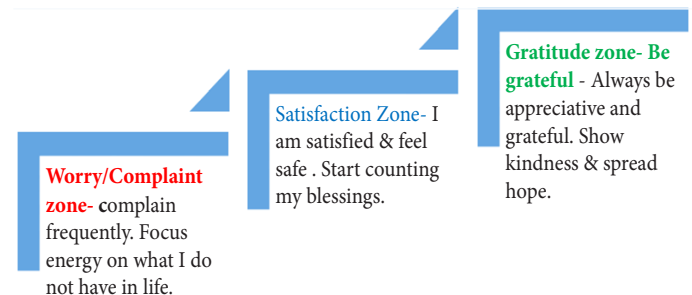 Worry/Complaint
zone- complain
frequently. Focus
energy on what I do
not have in life.
Satisfaction Zone- I
am satisfied & feel
safe . Start counting
my blessings.
Gratitude zone- Be
grateful - Always be
appreciative and
grateful. Show
kindness & spread
hope.